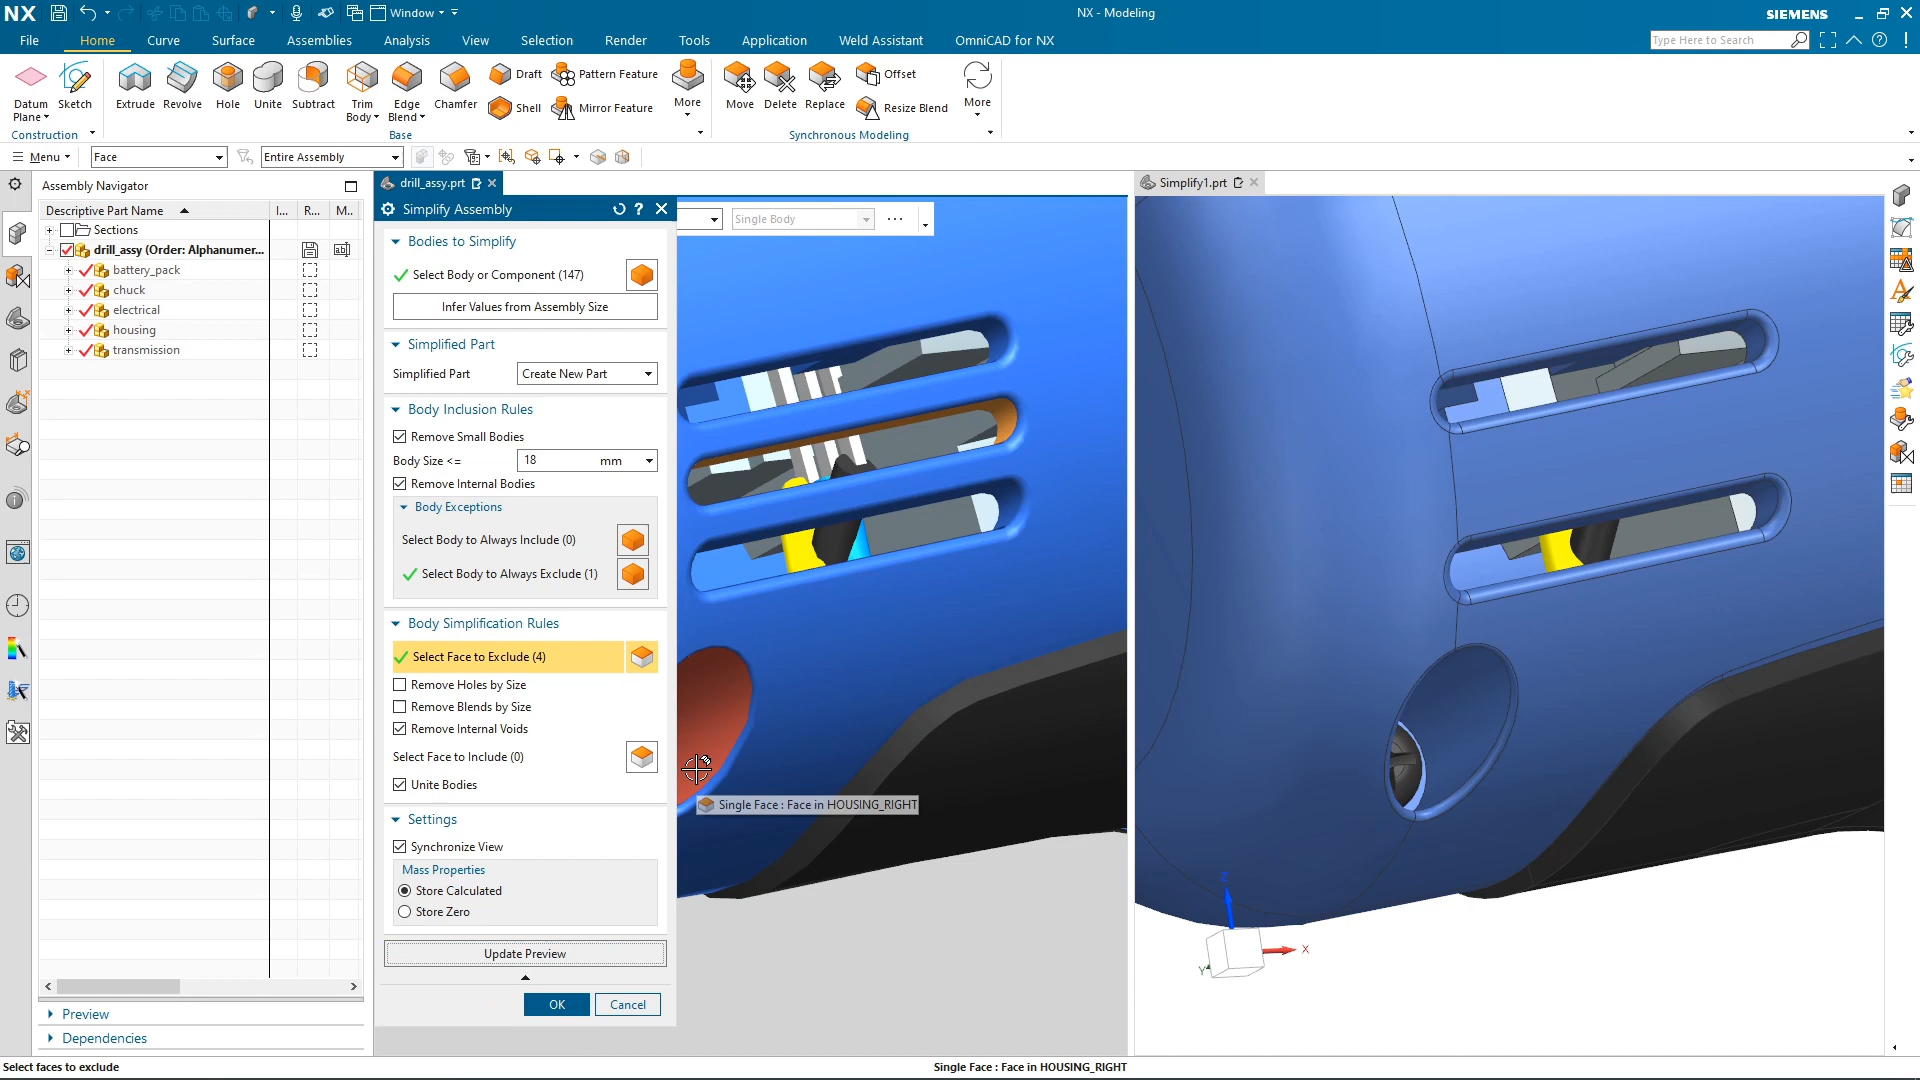 NX
Window
NX - Modeling
SIEMENS
File
Home
Curve
Surface
Assemblies
Analysis
View
Selection
Render
Tools
Application
Weld Assistant
OmniCAD for NX
Type Here to Search
Datum Plane
Sketch
Extrude
Revolve
Hole
Unite
Subtract
Trim Body
Edge Blend
Chamfer
Draft
Shell
Pattern Feature
Mirror Feature
More
Move
Delete
Replace
Offset
Resize Blend
More
Construction
Base
Synchronous Modeling
Menu
Face
Entire Assembly
Assembly Navigator
Descriptive Part Name
I...
R...
M..
Sections
drill_assy (Order: Alphanumer...
battery_pack
chuck
electrical
housing
transmission
Preview
Dependencies
drill_assy.prt
Simplify Assembly
Bodies to Simplify
Select Body or Component (147)
Infer Values from Assembly Size
Simplified Part
Simplified Part
Create New Part
Body Inclusion Rules
Remove Small Bodies
Body Size <=
18 mm
Remove Internal Bodies
Body Exceptions
Select Body to Always Include (0)
Select Body to Always Exclude (1)
Body Simplification Rules
Select Face to Exclude (4)
Remove Holes by Size
Remove Blends by Size
Remove Internal Voids
Select Face to Include (0)
Unite Bodies
Settings
Synchronize View
Mass Properties
Store Calculated
Store Zero
Update Preview
OK
Cancel
Single Body
Single Face : Face in HOUSING_RIGHT
Simplify1.prt
Z
X
Y
Select faces to exclude
Single Face : Face in HOUSING_RIGHT